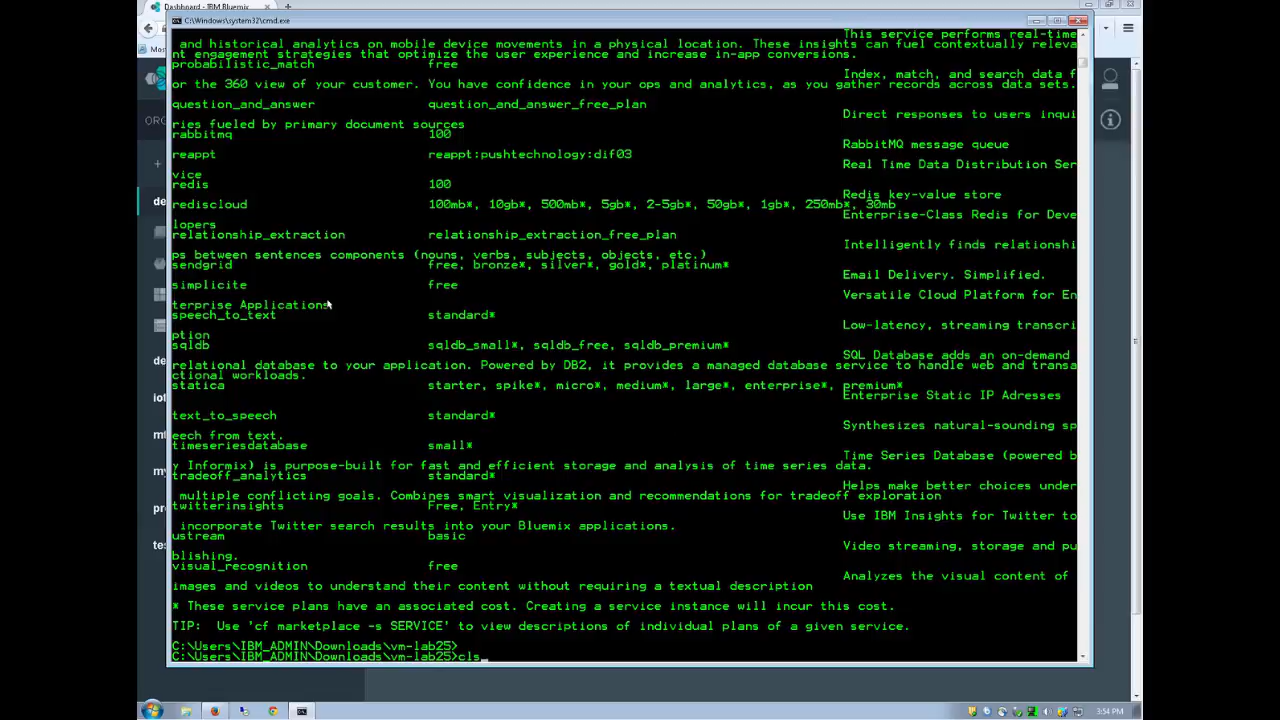 Dashboard - IBM Bluemix
C:\Windows\system32\cmd.exe
Mos
ORG
de
de
iof
mt
my
pro
tes
This service performs real-time
and historical analytics on mobile device movements in a physical location. These insights can fuel contextually releva
nt engagement strategies that optimize the user experience and increase in-app conversions.
probabilistic_match free
Index, match, and search data f
or the 360 view of your customer. You have confidence in your ops and analytics, as you gather records across data sets.
question_and_answer question_and_answer_free_plan
Direct responses to users inqui
ries fueled by primary document sources
rabbitmq 100
RabbitMQ message queue
reappt reappt:pushtechnology:dif03
Real Time Data Distribution Ser
vice
redis 100
Redis key-value store
rediscloud 100mb*, 10gb*, 500mb*, 5gb*, 2-5gb*, 50gb*, 1gb*, 250mb*, 30mb
Enterprise-Class Redis for Deve
lopers
relationship_extraction relationship_extraction_free_plan
Intelligently finds relationshi
ps between sentences components (nouns, verbs, subjects, objects, etc.)
sendgrid free, bronze*, silver*, gold*, platinum*
Email Delivery. Simplified.
simplicite free
Versatile Cloud Platform for En
terprise Applications
speech_to_text standard*
Low-latency, streaming transcri
ption
sqldb sqldb_small*, sqldb_free, sqldb_premium*
SQL Database adds an on-demand
relational database to your application. Powered by DB2, it provides a managed database service to handle web and transa
ctional workloads.
statica starter, spike*, micro*, medium*, large*, enterprise*, premium*
Enterprise Static IP Adresses
text_to_speech standard*
Synthesizes natural-sounding sp
eech from text.
timeseriesdatabase small*
Time Series Database (powered b
y Informix) is purpose-built for fast and efficient storage and analysis of time series data.
tradeoff_analytics standard*
Helps make better choices under
multiple conflicting goals. Combines smart visualization and recommendations for tradeoff exploration
twitterinsights Free, Entry*
Use IBM Insights for Twitter to
incorporate Twitter search results into your Bluemix applications.
ustream basic
Video streaming, storage and pu
blishing.
visual_recognition free
Analyzes the visual content of
images and videos to understand their content without requiring a textual description
* These service plans have an associated cost. Creating a service instance will incur this cost.
TIP: Use 'cf marketplace -s SERVICE' to view descriptions of individual plans of a given service.
C:\Users\IBM_ADMIN\Downloads\vm-lab25>
C:\Users\IBM_ADMIN\Downloads\vm-lab25>cls_
3:54 PM